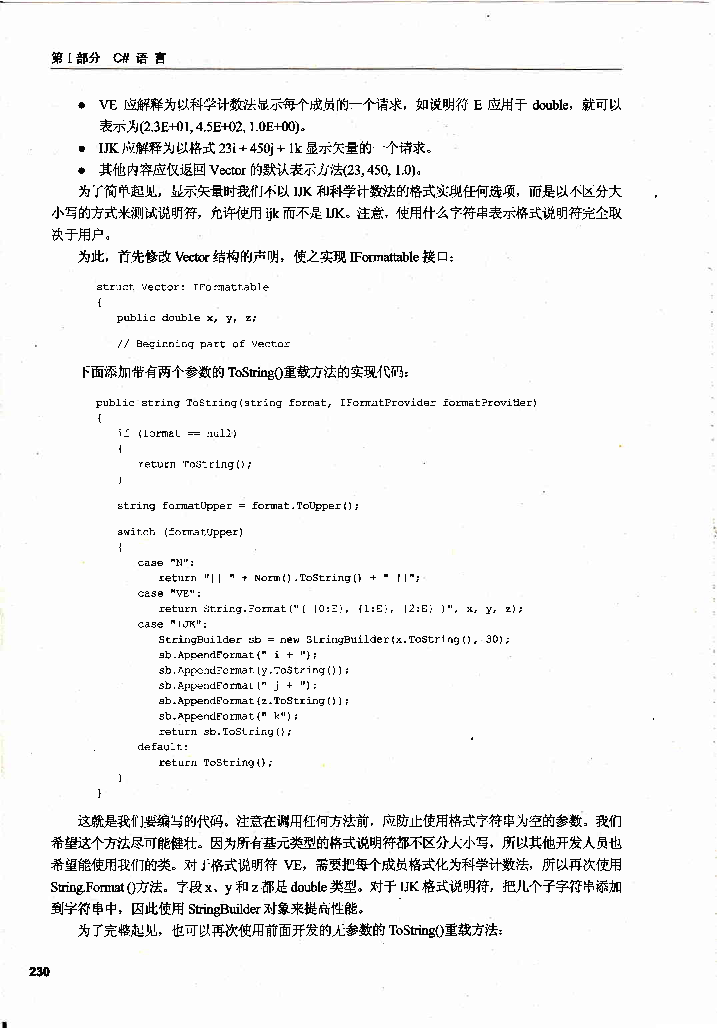 第Ⅰ部分 C# 语 言
● VE 应解释为以科学计数法显示每个成员的一个请求，如说明符 E 应用于 double，就可以
表示为(2.3E+01, 4.5E+02, 1.0E+00)。
● IJK 应解释为以格式 23i + 450j + 1k 显示矢量的一个请求。
● 其他内容应仅返回 Vector 的默认表示方法(23, 450, 1.0)。
为了简单起见，显示矢量时我们不以 IJK 和科学计数法的格式实现任何选项，而是以不区分大
小写的方式来测试说明符，允许使用 ijk 而不是 IJK。注意，使用什么字符串表示格式说明符完全取
决于用户。
为此，首先修改 Vector 结构的声明，使之实现 IFormattable 接口：
struct Vector: IFormattable
{
public double x, y, z;
// Beginning part of Vector
下面添加带有两个参数的 ToString()重载方法的实现代码：
public string ToString(string format, IFormatProvider formatProvider)
{
if (format == null)
{
return ToString();
}
string formatUpper = format.ToUpper();
switch (formatUpper)
{
case "N":
return "|| " + Norm().ToString() + " ||";
case "VE":
return String.Format("( {0:E}, {1:E}, {2:E} )", x, y, z);
case "IJK":
StringBuilder sb = new StringBuilder(x.ToString(), 30);
sb.AppendFormat(" i + ");
sb.AppendFormat(y.ToString());
sb.AppendFormat(" j + ");
sb.AppendFormat(z.ToString());
sb.AppendFormat(" k");
return sb.ToString();
default:
return ToString();
}
}
这就是我们要编写的代码。注意在调用任何方法前，应防止使用格式字符串为空的参数。我们
希望这个方法尽可能健壮。因为所有基元类型的格式说明符都不区分大小写，所以其他开发人员也
希望能使用我们的类。对于格式说明符 VE，需要把每个成员格式化为科学计数法，所以再次使用
String.Format ()方法。字段 x、y 和 z 都是 double 类型。对于 IJK 格式说明符，把几个子字符串添加
到字符串中，因此使用 StringBuilder 对象来提高性能。
为了完整起见，也可以再次使用前面开发的无参数的 ToString()重载方法：
230